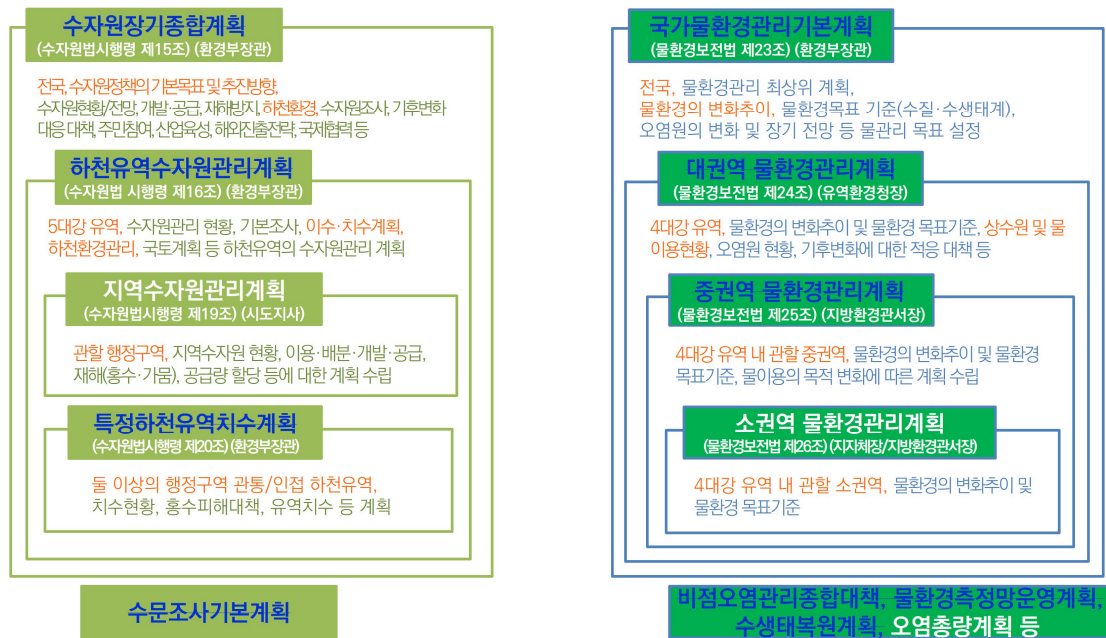 수자원장기종합계획
(수자원법시행령 제15조) (환경부장관)
전국, 수자원정책의 기본목표 및 추진방향,
수자원현황/전망, 개발·공급, 재해방지, 하천환경, 수자원조사, 기후변화
대응 대책, 주민참여, 산업육성, 해외진출전략, 국제협력 등
하천유역수자원관리계획
(수자원법 시행령 제16조) (환경부장관)
5대강 유역, 수자원관리 현황, 기본조사, 이수·치수계획,
하천환경관리, 국토계획 등 하천유역의 수자원관리 계획
지역수자원관리계획
(수자원법시행령 제19조) (시도지사)
관할 행정구역, 지역수자원 현황, 이용·배분·개발·공급,
재해(홍수·가뭄), 공급량 할당 등에 대한 계획 수립
특정하천유역치수계획
(수자원법시행령 제20조) (환경부장관)
둘 이상의 행정구역 관통/인접 하천유역,
치수현황, 홍수피해대책, 유역치수 등 계획
수문조사기본계획
국가물환경관리기본계획
(물환경보전법 제23조) (환경부장관)
전국, 물환경관리 최상위 계획,
물환경의 변화추이, 물환경목표 기준(수질·수생태계),
오염원의 변화 및 장기 전망 등 물관리 목표 설정
대권역 물환경관리계획
(물환경보전법 제24조) (유역환경청장)
4대강 유역, 물환경의 변화추이 및 물환경 목표기준, 상수원 및 물
이용현황, 오염원 현황, 기후변화에 대한 적응 대책 등
중권역 물환경관리계획
(물환경보전법 제25조) (지방환경관서장)
4대강 유역 내 관할 중권역, 물환경의 변화추이 및 물환경
목표기준, 물이용의 목적 변화에 따른 계획 수립
소권역 물환경관리계획
(물환경보전법 제26조) (지자체장/지방환경관서장)
4대강 유역 내 관할 소권역, 물환경의 변화추이 및
물환경 목표기준
비점오염관리종합대책, 물환경측정망운영계획,
수생태복원계획, 오염총량계획 등